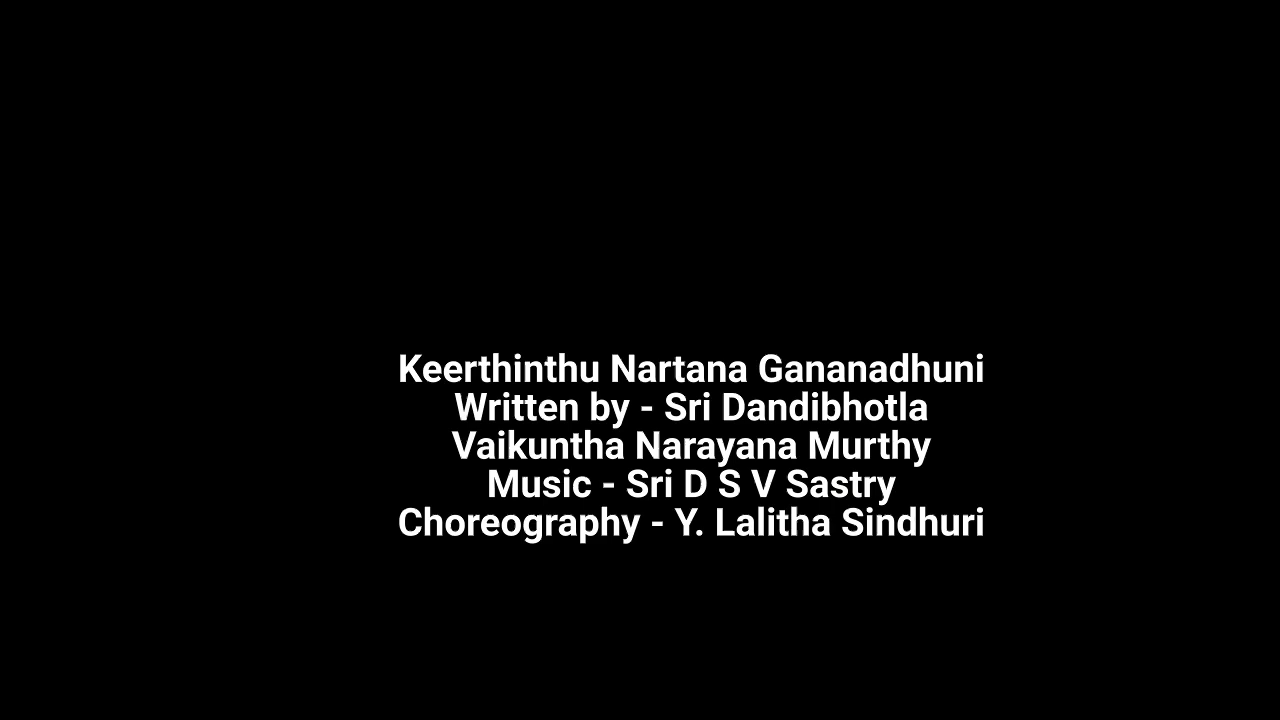 Keerthinthu Nartana Gananadhuni
Written by - Sri Dandibhotla
Vaikuntha Narayana Murthy
Music - Sri D S V Sastry
Choreography - Y. Lalitha Sindhuri